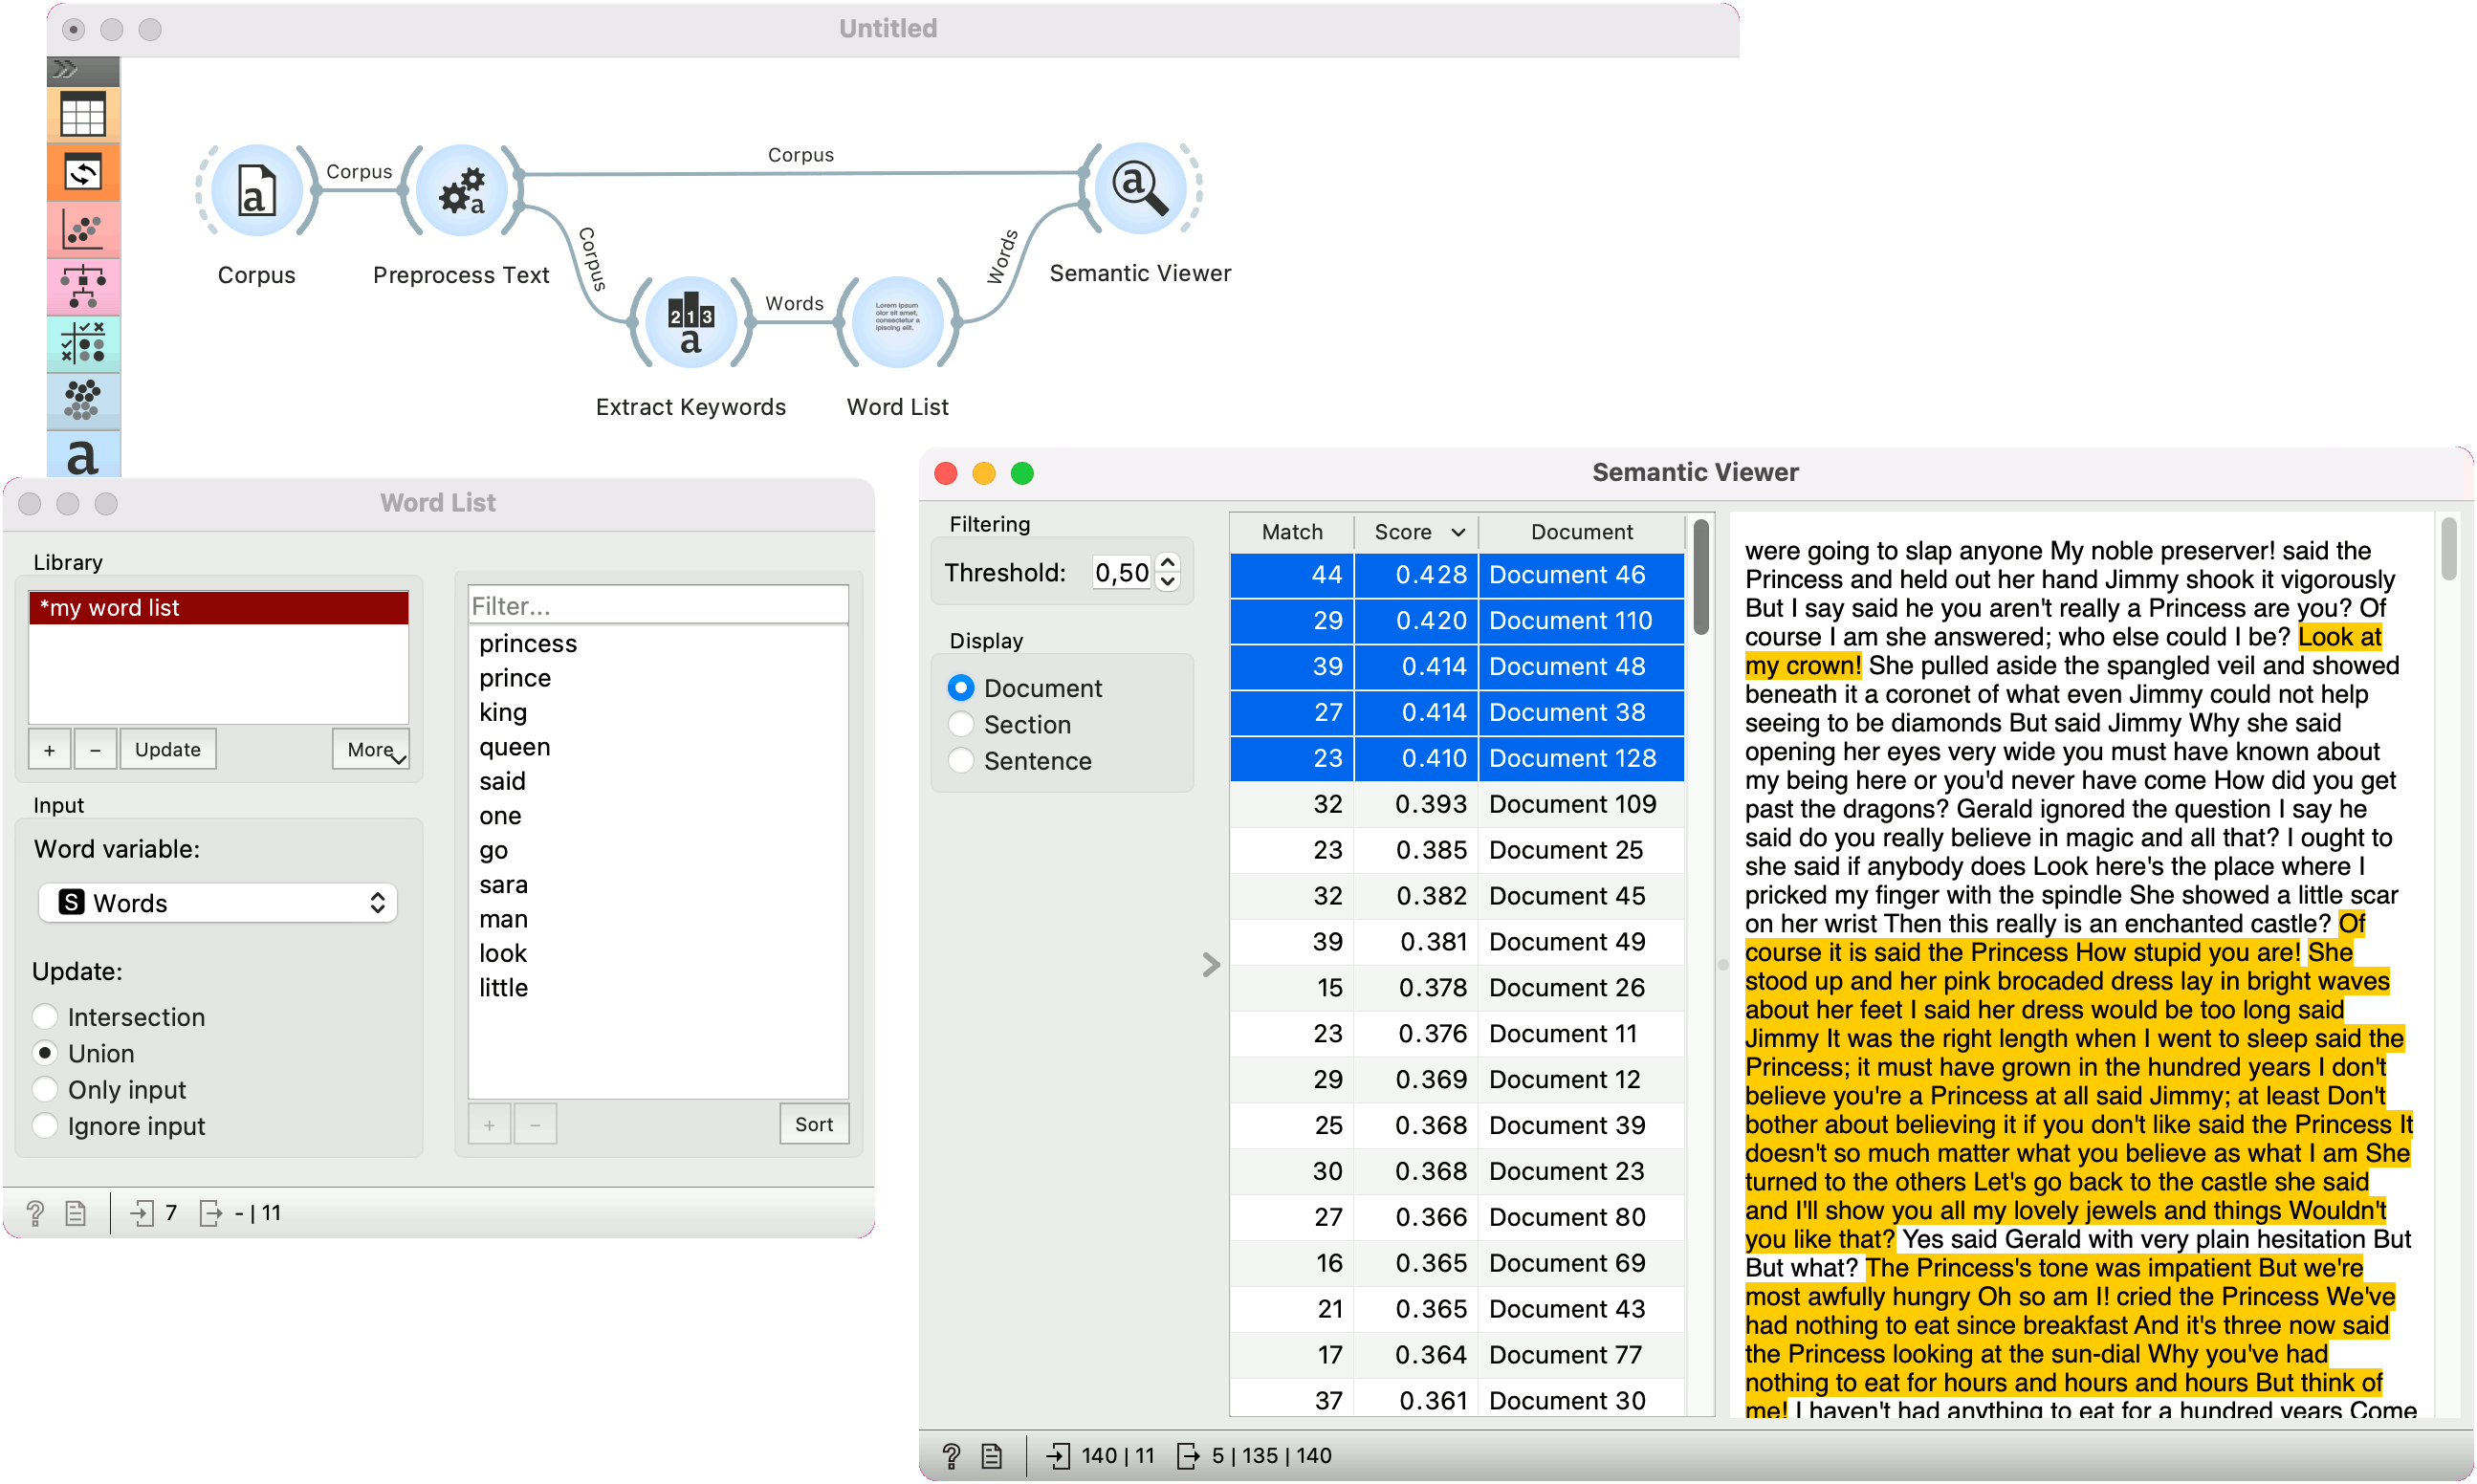 Untitled
Corpus
Corpus
Corpus
Words
Words
a
a
a
2 1 3
a
a
Lorem ipsum
olor sit amet,
consectetur a
ipiscing elit.
Corpus
Preprocess Text
Semantic Viewer
Extract Keywords
Word List
Word List
Library
*my word list
+ − Update More
Input
Word variable:
S Words
Update:
Intersection
Union
Only input
Ignore input
Filter...
princess
prince
king
queen
said
one
go
sara
man
look
little
+ − Sort
? 7 - | 11
Semantic Viewer
Filtering
Threshold: 0,50
Display
Document
Section
Sentence
Match Score Document
44 0.428 Document 46
29 0.420 Document 110
39 0.414 Document 48
27 0.414 Document 38
23 0.410 Document 128
32 0.393 Document 109
23 0.385 Document 25
32 0.382 Document 45
39 0.381 Document 49
15 0.378 Document 26
23 0.376 Document 11
29 0.369 Document 12
25 0.368 Document 39
30 0.368 Document 23
27 0.366 Document 80
16 0.365 Document 69
21 0.365 Document 43
17 0.364 Document 77
37 0.361 Document 30
were going to slap anyone My noble preserver! said the
Princess and held out her hand Jimmy shook it vigorously
But I say said he you aren't really a Princess are you? Of
course I am she answered; who else could I be? Look at
my crown! She pulled aside the spangled veil and showed
beneath it a coronet of what even Jimmy could not help
seeing to be diamonds But said Jimmy Why she said
opening her eyes very wide you must have known about
my being here or you'd never have come How did you get
past the dragons? Gerald ignored the question I say he
said do you really believe in magic and all that? I ought to
she said if anybody does Look here's the place where I
pricked my finger with the spindle She showed a little scar
on her wrist Then this really is an enchanted castle? Of
course it is said the Princess How stupid you are! She
stood up and her pink brocaded dress lay in bright waves
about her feet I said her dress would be too long said
Jimmy It was the right length when I went to sleep said the
Princess; it must have grown in the hundred years I don't
believe you're a Princess at all said Jimmy; at least Don't
bother about believing it if you don't like said the Princess It
doesn't so much matter what you believe as what I am She
turned to the others Let's go back to the castle she said
and I'll show you all my lovely jewels and things Wouldn't
you like that? Yes said Gerald with very plain hesitation But
But what? The Princess's tone was impatient But we're
most awfully hungry Oh so am I! cried the Princess We've
had nothing to eat since breakfast And it's three now said
the Princess looking at the sun-dial Why you've had
nothing to eat for hours and hours and hours But think of
me! I haven't had anything to eat for a hundred years Come
? 140 | 11 5 | 135 | 140